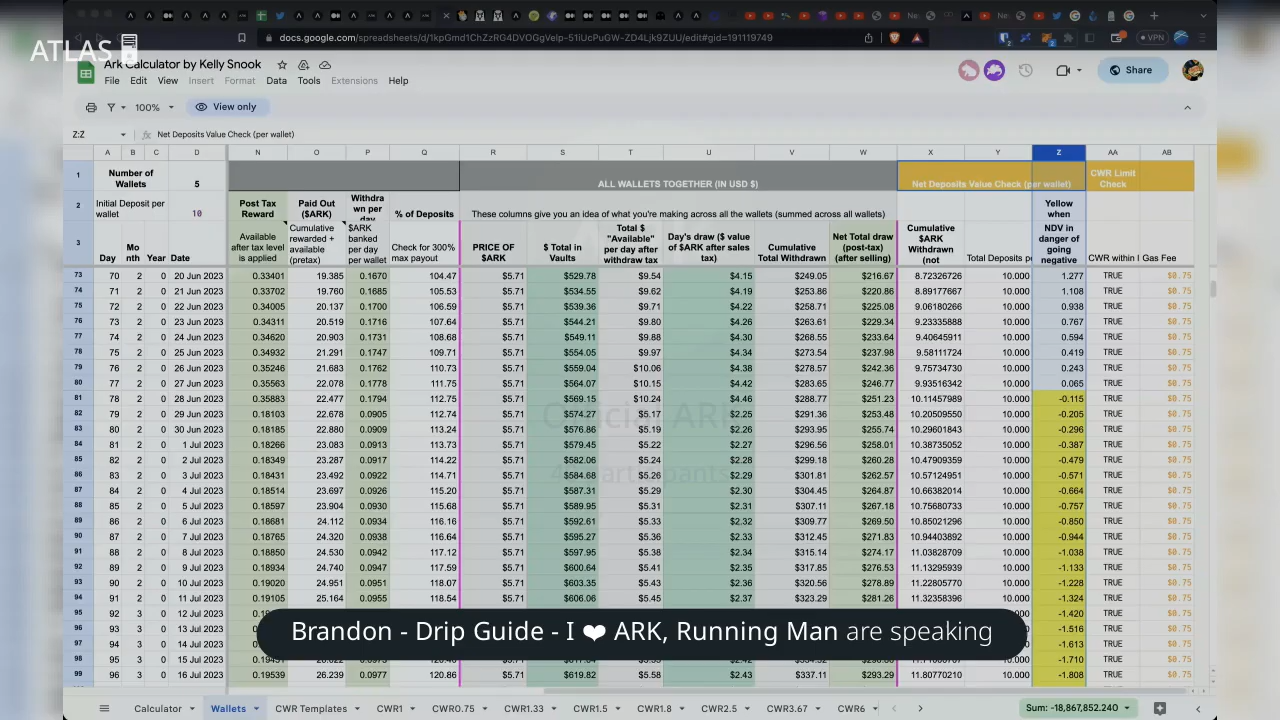 docs.google.com/spreadsheets/d/1kpGmd1ChZzRG4DVOGgVelp-51iUcPuGW-ZD4Ljk9ZUU/edit#gid=191119749
VPN
ATLAS
Ark Calculator by Kelly Snook
File Edit View Insert Format Data Tools Extensions Help
Share
100% View only
Z:Z fx Net Deposits Value Check (per wallet)
A B C D N O P Q R S T U V W X Y Z AA AB
1 Number of Wallets 5 ALL WALLETS TOGETHER (IN USD $) Net Deposits Value Check (per wallet) CWR Limit Check
2 Initial Deposit per wallet 10 Post Tax Reward Paid Out ($ARK) Withdra wn per day % of Deposits These columns give you an idea of what you're making across all the wallets (summed across all wallets) Yellow when
3 Day Mo nth Year Date Available after tax level is applied Cumulative rewarded + available (pretax) $ARK banked per day per wallet Check for 300% max payout PRICE OF $ARK $ Total in Vaults Total $ "Available" per day after withdraw tax Day's draw ($ value of $ARK after sales tax) Cumulative Total Withdrawn Net Total draw (post-tax) (after selling) Cumulative $ARK Withdrawn (not Total Deposits pe NDV in danger of going negative CWR within l Gas Fee
73 70 2 0 20 Jun 2023 0.33401 19.385 0.1670 104.47 $5.71 $529.78 $9.54 $4.15 $249.05 $216.67 8.72326726 10.000 1.277 TRUE $0.75
74 71 2 0 21 Jun 2023 0.33702 19.760 0.1685 105.53 $5.71 $534.55 $9.62 $4.19 $253.86 $220.86 8.89177667 10.000 1.108 TRUE $0.75
75 72 2 0 22 Jun 2023 0.34005 20.137 0.1700 106.59 $5.71 $539.36 $9.71 $4.22 $258.71 $225.08 9.06180266 10.000 0.938 TRUE $0.75
76 73 2 0 23 Jun 2023 0.34311 20.519 0.1716 107.64 $5.71 $544.21 $9.80 $4.26 $263.61 $229.34 9.23335888 10.000 0.767 TRUE $0.75
77 74 2 0 24 Jun 2023 0.34620 20.903 0.1731 108.68 $5.71 $549.11 $9.88 $4.30 $268.55 $233.64 9.40645911 10.000 0.594 TRUE $0.75
78 75 2 0 25 Jun 2023 0.34932 21.291 0.1747 109.71 $5.71 $554.05 $9.97 $4.34 $273.54 $237.98 9.58111724 10.000 0.419 TRUE $0.75
79 76 2 0 26 Jun 2023 0.35246 21.683 0.1762 110.73 $5.71 $559.04 $10.06 $4.38 $278.57 $242.36 9.75734730 10.000 0.243 TRUE $0.75
80 77 2 0 27 Jun 2023 0.35563 22.078 0.1778 111.75 $5.71 $564.07 $10.15 $4.42 $283.65 $246.77 9.93516342 10.000 0.065 TRUE $0.75
81 78 2 0 28 Jun 2023 0.35883 22.477 0.1794 112.75 $5.71 $569.15 $10.24 $4.46 $288.77 $251.23 10.11457989 10.000 -0.115 TRUE $0.75
82 79 2 0 29 Jun 2023 0.18103 22.678 0.0905 112.74 $5.71 $574.27 $5.17 $2.25 $291.36 $253.48 10.20509550 10.000 -0.205 TRUE $0.75
83 80 2 0 30 Jun 2023 0.18185 22.880 0.0909 113.24 $5.71 $576.86 $5.19 $2.26 $293.95 $255.74 10.29601843 10.000 -0.296 TRUE $0.75
84 81 2 0 1 Jul 2023 0.18266 23.083 0.0913 113.73 $5.71 $579.45 $5.22 $2.27 $296.56 $258.01 10.38735052 10.000 -0.387 TRUE $0.75
85 82 2 0 2 Jul 2023 0.18349 23.287 0.0917 114.22 $5.71 $582.06 $5.24 $2.28 $299.18 $260.28 10.47909359 10.000 -0.479 TRUE $0.75
86 83 2 0 3 Jul 2023 0.18431 23.492 0.0922 114.71 $5.71 $584.68 $5.26 $2.29 $301.81 $262.57 10.57124951 10.000 -0.571 TRUE $0.75
87 84 2 0 4 Jul 2023 0.18514 23.697 0.0926 115.20 $5.71 $587.31 $5.29 $2.30 $304.45 $264.87 10.66382014 10.000 -0.664 TRUE $0.75
88 85 2 0 5 Jul 2023 0.18597 23.904 0.0930 115.68 $5.71 $589.95 $5.31 $2.31 $307.11 $267.18 10.75680733 10.000 -0.757 TRUE $0.75
89 86 2 0 6 Jul 2023 0.18681 24.112 0.0934 116.16 $5.71 $592.61 $5.33 $2.32 $309.77 $269.50 10.85021296 10.000 -0.850 TRUE $0.75
90 87 2 0 7 Jul 2023 0.18765 24.320 0.0938 116.64 $5.71 $595.27 $5.36 $2.33 $312.45 $271.83 10.94403892 10.000 -0.944 TRUE $0.75
91 88 2 0 8 Jul 2023 0.18850 24.530 0.0942 117.12 $5.71 $597.95 $5.38 $2.34 $315.14 $274.17 11.03828709 10.000 -1.038 TRUE $0.75
92 89 2 0 9 Jul 2023 0.18934 24.740 0.0947 117.59 $5.71 $600.64 $5.41 $2.35 $317.85 $276.53 11.13295939 10.000 -1.133 TRUE $0.75
93 90 2 0 10 Jul 2023 0.19020 24.951 0.0951 118.07 $5.71 $603.35 $5.43 $2.36 $320.56 $278.89 11.22805770 10.000 -1.228 TRUE $0.75
94 91 2 0 11 Jul 2023 0.19105 25.164 0.0955 118.54 $5.71 $606.06 $5.45 $2.37 $323.29 $281.26 11.32358396 10.000 -1.324 TRUE $0.75
95 92 3 0 12 Jul 2023 10.000 -1.420 TRUE $0.75
96 93 3 0 13 Jul 2023 10.000 -1.516 TRUE $0.75
97 94 3 0 14 Jul 2023 10.000 -1.613 TRUE $0.75
98 95 3 0 15 Jul 2023 10.000 -1.710 TRUE $0.75
99 96 3 0 16 Jul 2023 0.19539 26.239 0.0977 120.86 $5.71 $619.82 $5.58 $2.43 $337.11 $293.29 11.80770210 10.000 -1.808 TRUE $0.75
Brandon - Drip Guide - I ❤ ARK, Running Man are speaking
Calculator Wallets CWR Templates CWR1 CWR0.75 CWR1.33 CWR1.5 CWR1.8 CWR2.5 CWR3.67 CWR6 Sum: -18,867,852.240